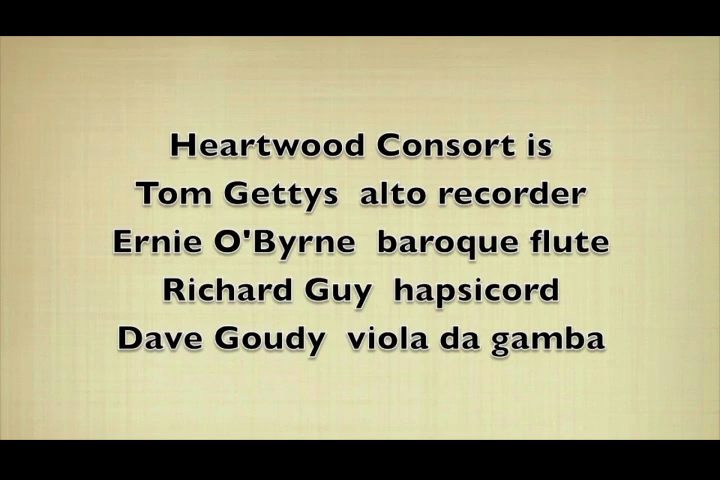 Heartwood Consort is
Tom Gettys  alto recorder
Ernie O'Byrne  baroque flute
Richard Guy  hapsicord
Dave Goudy  viola da gamba